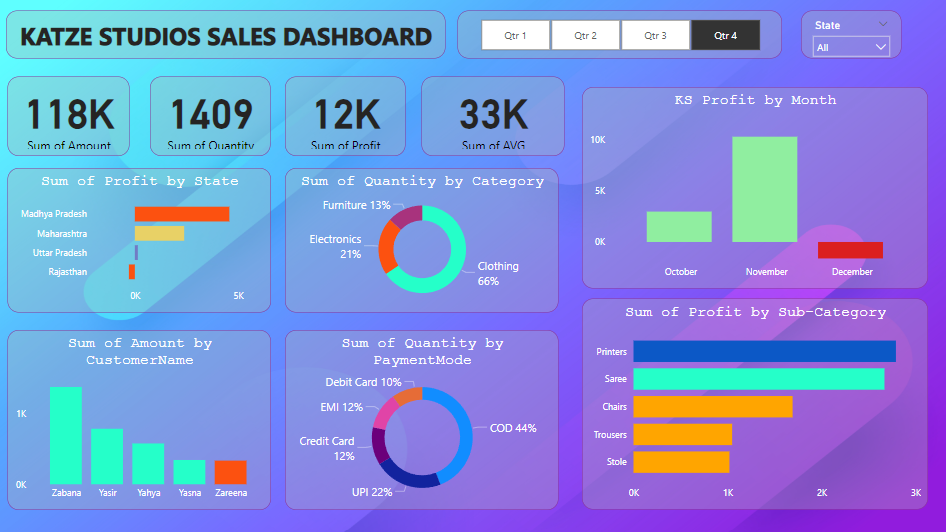 KATZE STUDIOS SALES DASHBOARD
Qtr 1
Qtr 2
Qtr 3
Qtr 4
State
All
118K
Sum of Amount
1409
Sum of Quantity
12K
Sum of Profit
33K
Sum of AVG
KS Profit by Month
10K
5K
0K
October
November
December
Sum of Profit by State
Madhya Pradesh
Maharashtra
Uttar Pradesh
Rajasthan
0K
5K
Sum of Quantity by Category
Furniture 13%
Electronics
21%
Clothing
66%
Sum of Profit by Sub-Category
Printers
Saree
Chairs
Trousers
Stole
0K
1K
2K
3K
Sum of Amount by
CustomerName
1K
0K
Zabana
Yasir
Yahya
Yasna
Zareena
Sum of Quantity by
PaymentMode
Debit Card 10%
EMI 12%
Credit Card
12%
UPI 22%
COD 44%